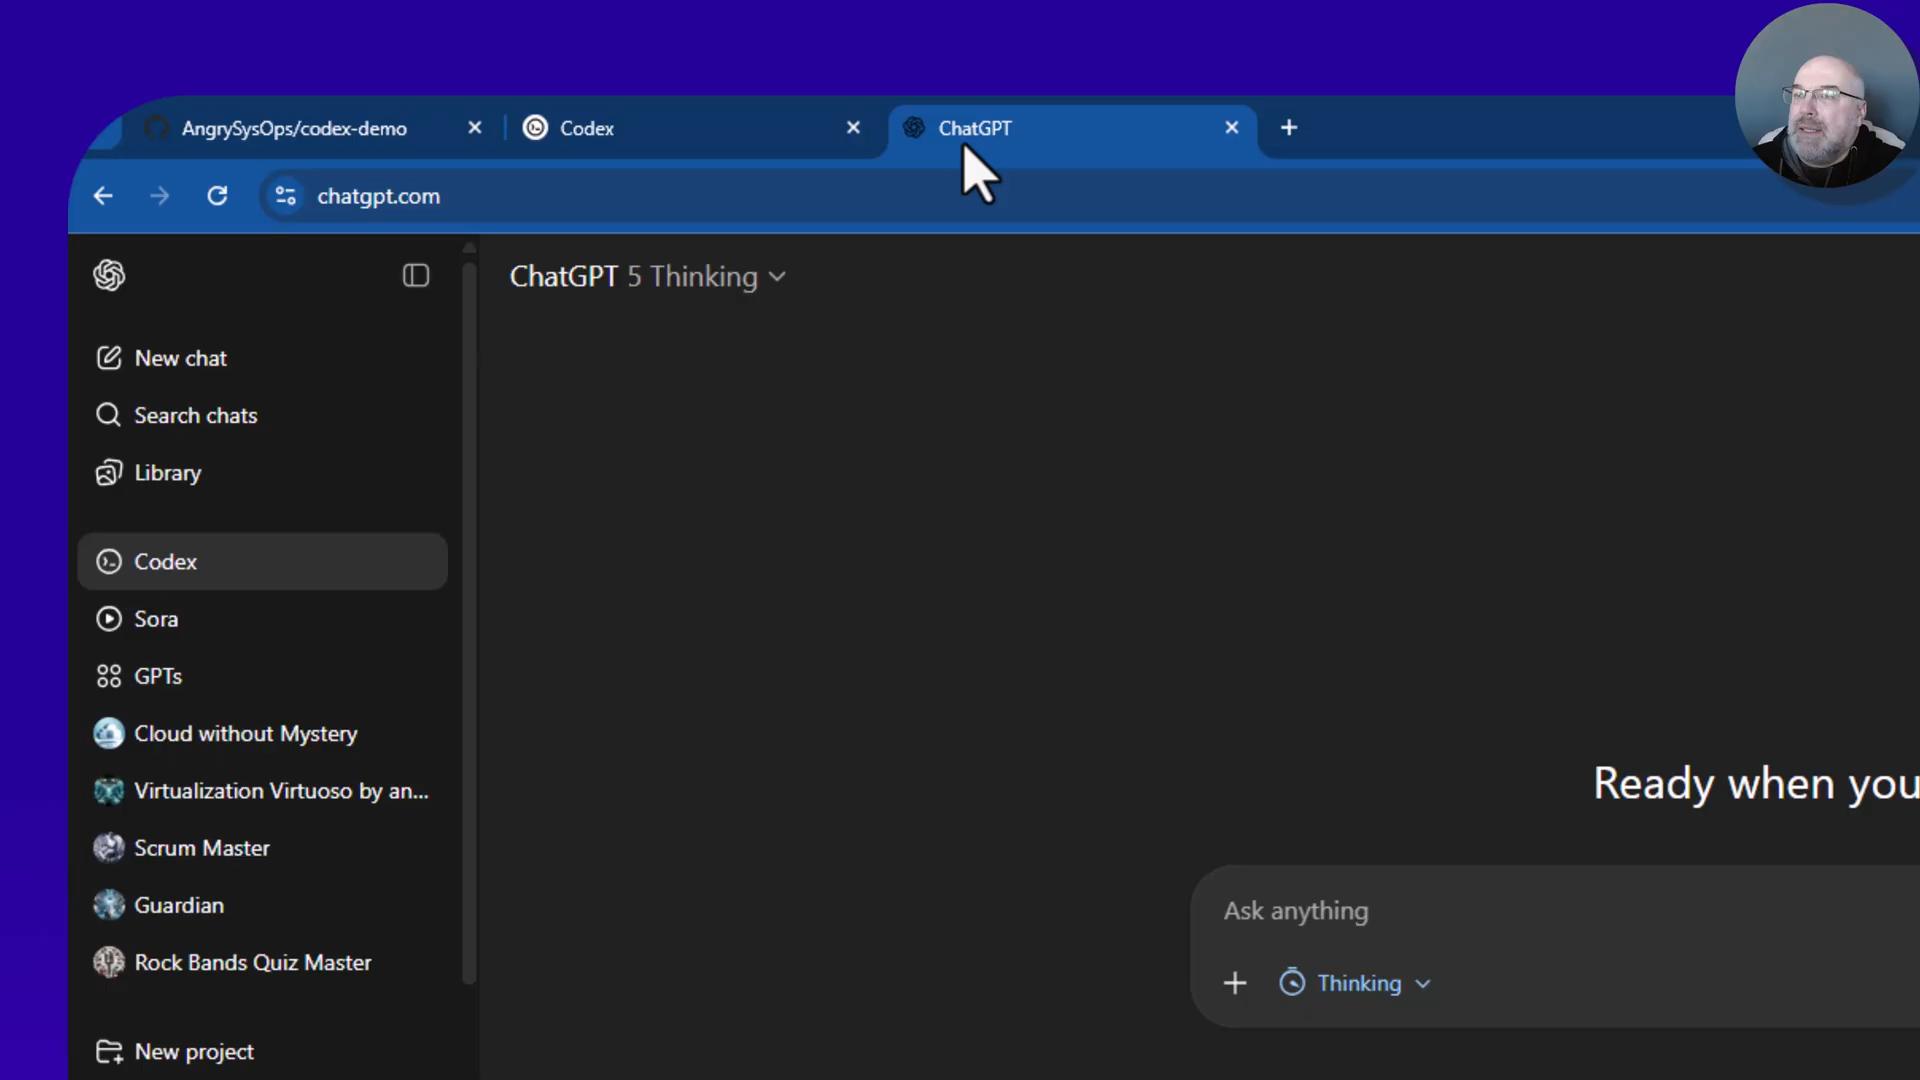 AngrySysOps/codex-demo
Codex
ChatGPT
chatgpt.com
ChatGPT 5 Thinking
New chat
Search chats
Library
Codex
Sora
GPTs
Cloud without Mystery
Virtualization Virtuoso by an...
Scrum Master
Guardian
Rock Bands Quiz Master
New project
Ready when you
Ask anything
Thinking